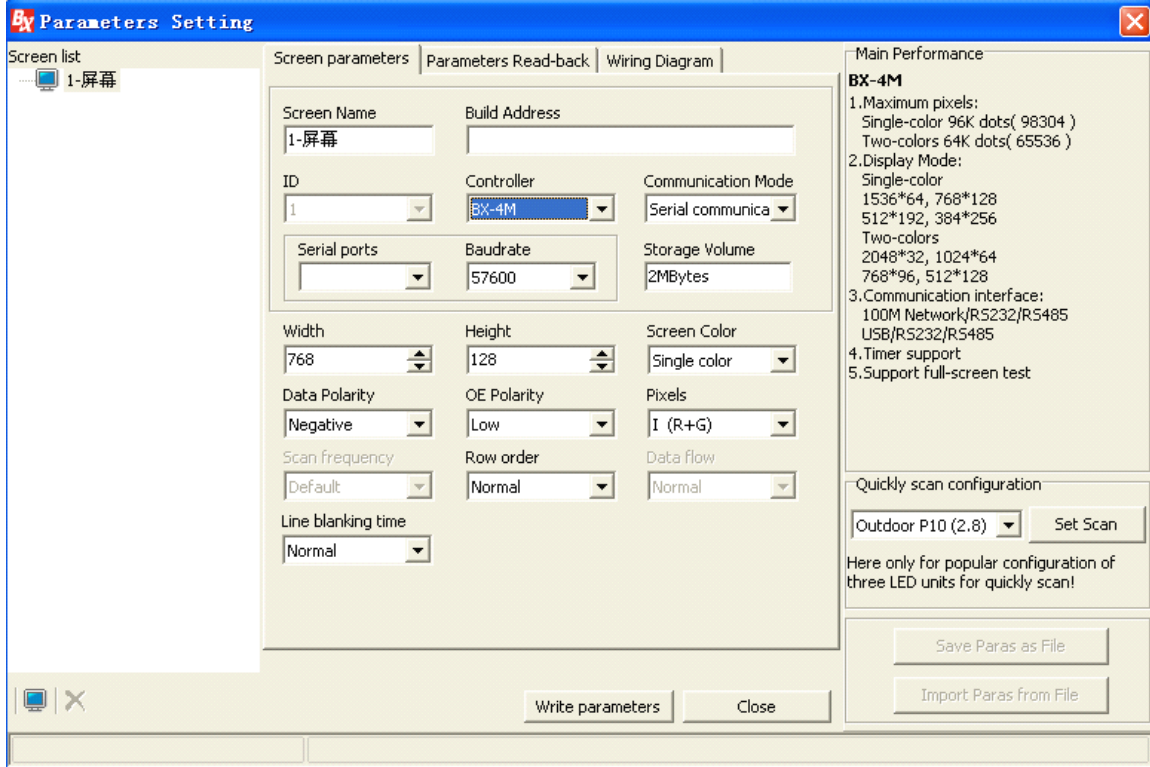 BX Parameters Setting
Screen list
1-屏幕
Screen parameters
Parameters Read-back
Wiring Diagram
Screen Name
Build Address
1-屏幕
ID
Controller
Communication Mode
1
BX-4M
Serial communica
Serial ports
Baudrate
Storage Volume
57600
2MBytes
Width
Height
Screen Color
768
128
Single color
Data Polarity
OE Polarity
Pixels
Negative
Low
I (R+G)
Scan frequency
Row order
Data flow
Default
Normal
Normal
Line blanking time
Normal
Write parameters
Close
Main Performance
BX-4M
1.Maximum pixels:
Single-color 96K dots( 98304 )
Two-colors 64K dots( 65536 )
2.Display Mode:
Single-color
1536*64, 768*128
512*192, 384*256
Two-colors
2048*32, 1024*64
768*96, 512*128
3.Communication interface:
100M Network/RS232/RS485
USB/RS232/RS485
4.Timer support
5.Support full-screen test
Quickly scan configuration
Outdoor P10 (2.8)
Set Scan
Here only for popular configuration of
three LED units for quickly scan!
Save Paras as File
Import Paras from File